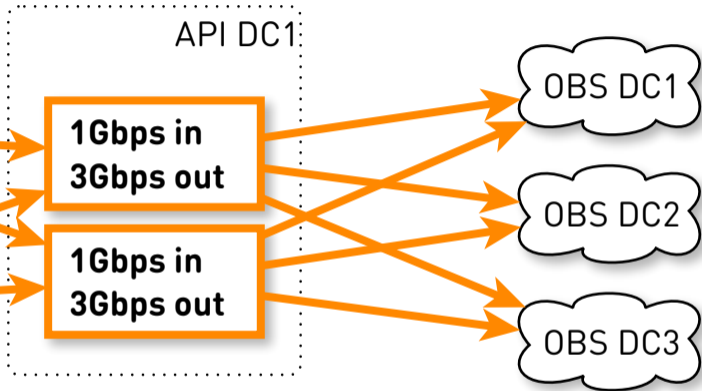 API DC1
1Gbps in
3Gbps out
1Gbps in
3Gbps out
OBS DC1
OBS DC2
OBS DC3